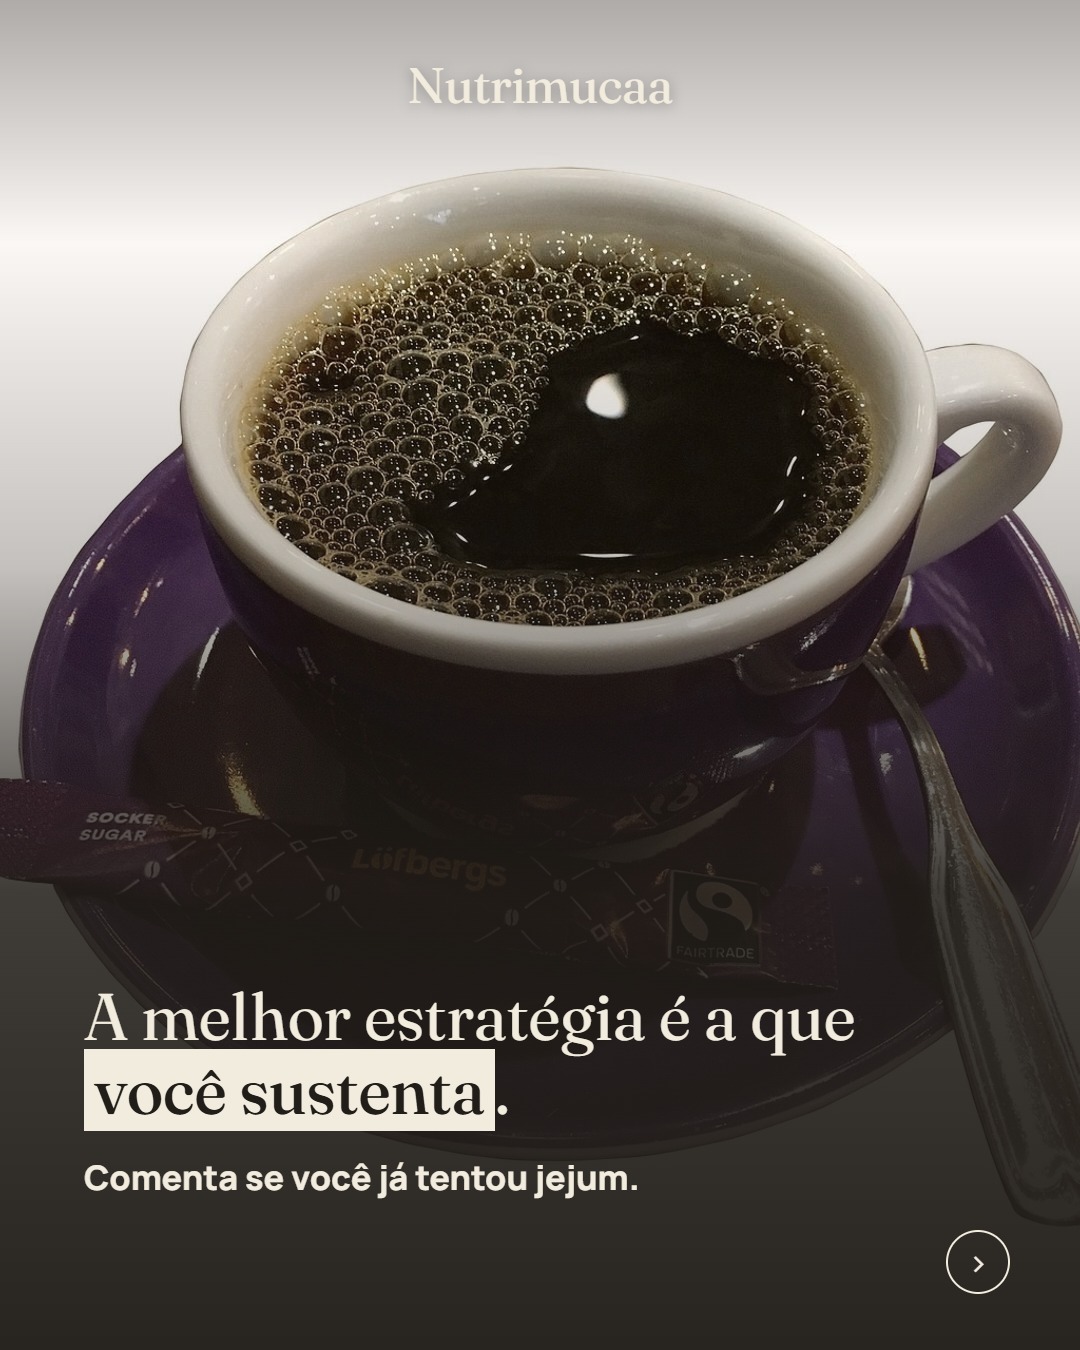 Nutrimucaa
SOCKER
SUGAR
Löfbergs
FAIRTRADE
A melhor estratégia é a que
você sustenta.
Comenta se você já tentou jejum.